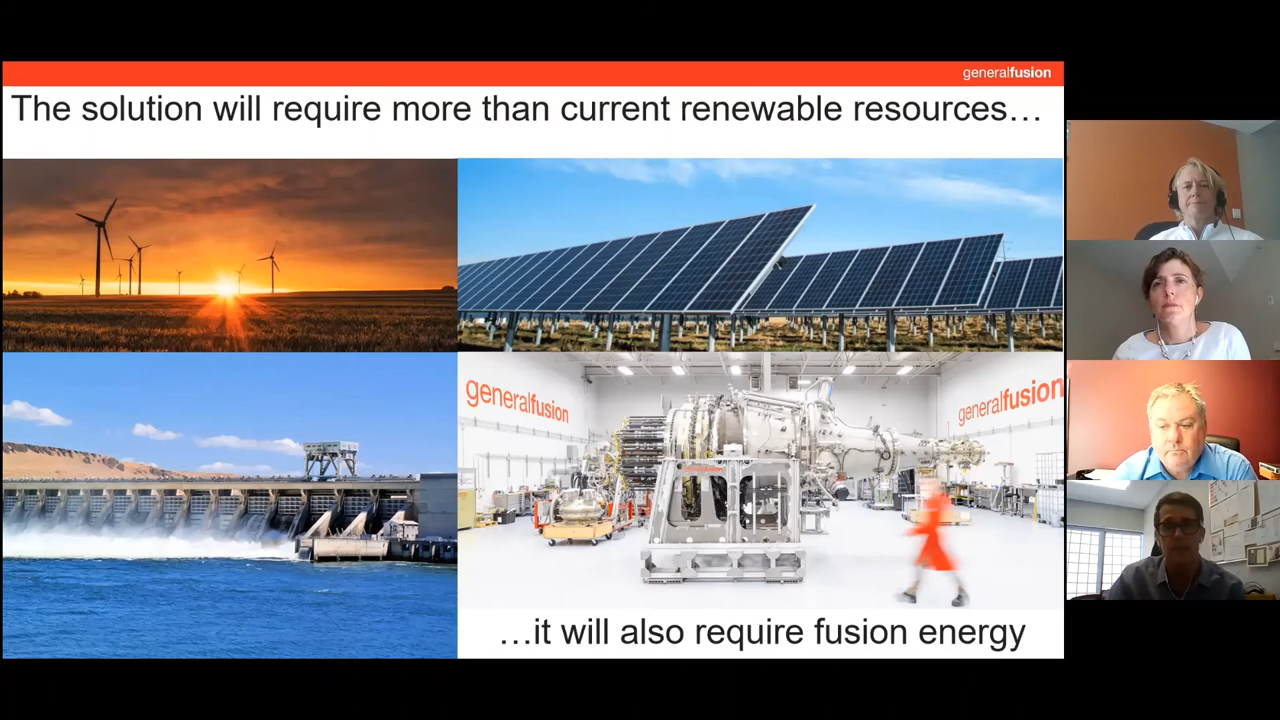 generalfusion
The solution will require more than current renewable resources…
generalfusion
generalfusion
…it will also require fusion energy